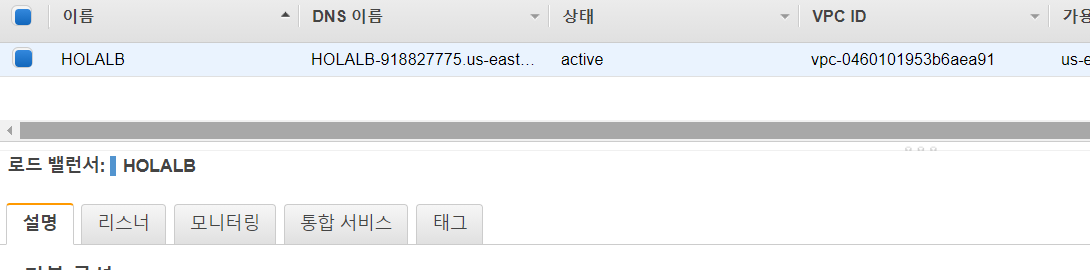 이름 DNS 이름 상태 VPC ID 가용
HOLALB HOLALB-918827775.us-east... active vpc-0460101953b6aea91 us-e
로드 밸런서: HOLALB
설명 리스너 모니터링 통합 서비스 태그